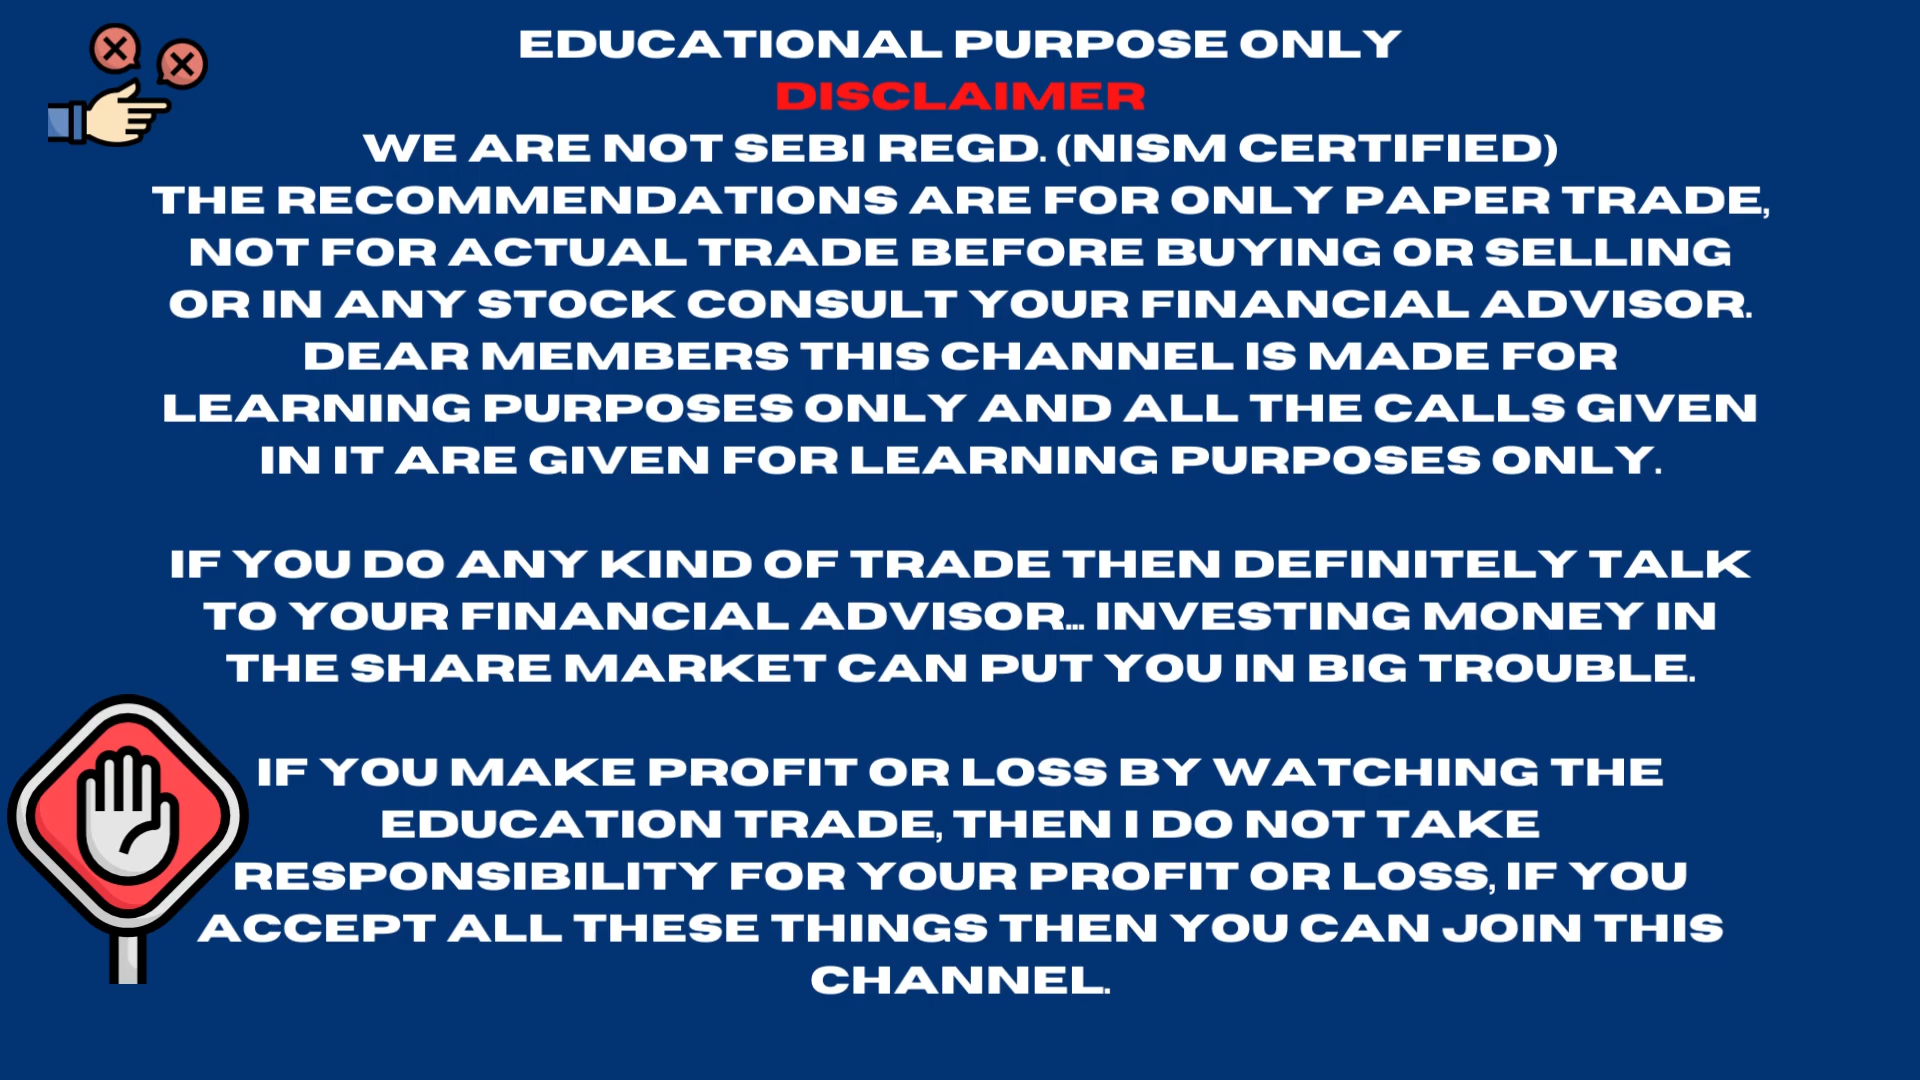 EDUCATIONAL PURPOSE ONLY
DISCLAIMER
WE ARE NOT SEBI REGD. (NISM CERTIFIED)
THE RECOMMENDATIONS ARE FOR ONLY PAPER TRADE,
NOT FOR ACTUAL TRADE BEFORE BUYING OR SELLING
OR IN ANY STOCK CONSULT YOUR FINANCIAL ADVISOR.
DEAR MEMBERS THIS CHANNEL IS MADE FOR
LEARNING PURPOSES ONLY AND ALL THE CALLS GIVEN
IN IT ARE GIVEN FOR LEARNING PURPOSES ONLY.
IF YOU DO ANY KIND OF TRADE THEN DEFINITELY TALK
TO YOUR FINANCIAL ADVISOR... INVESTING MONEY IN
THE SHARE MARKET CAN PUT YOU IN BIG TROUBLE.
IF YOU MAKE PROFIT OR LOSS BY WATCHING THE
EDUCATION TRADE, THEN I DO NOT TAKE
RESPONSIBILITY FOR YOUR PROFIT OR LOSS, IF YOU
ACCEPT ALL THESE THINGS THEN YOU CAN JOIN THIS
CHANNEL.